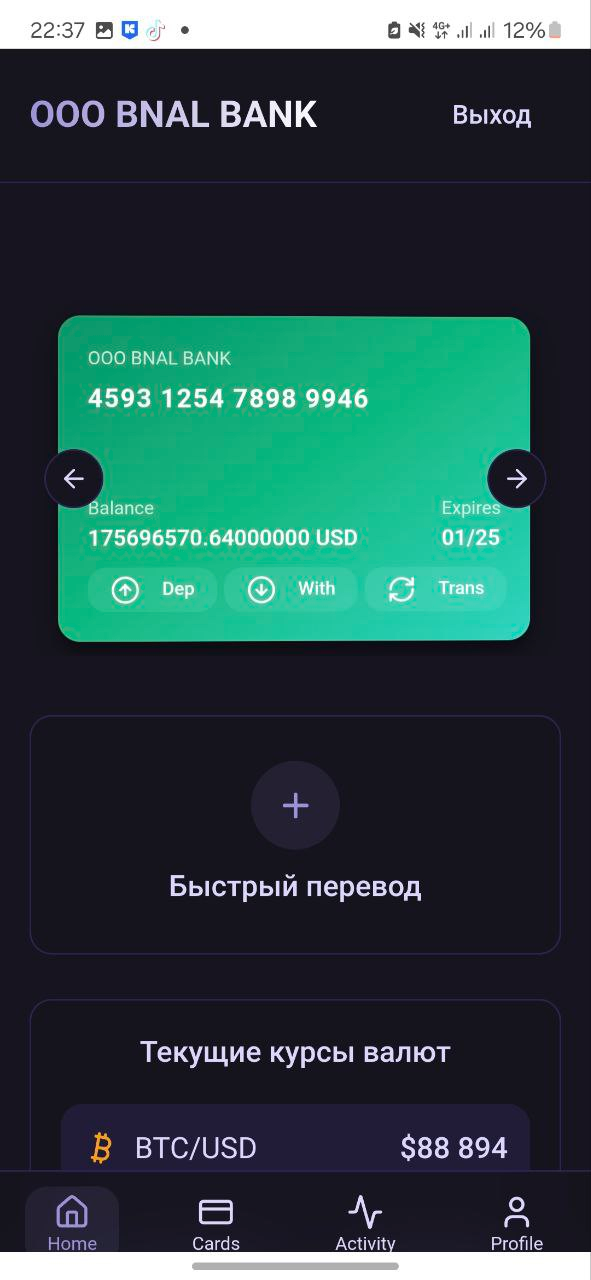 22:37 4G+ 12%
OOO BNAL BANK Выход
OOO BNAL BANK
4593 1254 7898 9946
Balance Expires
175696570.64000000 USD 01/25
Dep With Trans
Быстрый перевод
Текущие курсы валют
BTC/USD $88 894
Home Cards Activity Profile